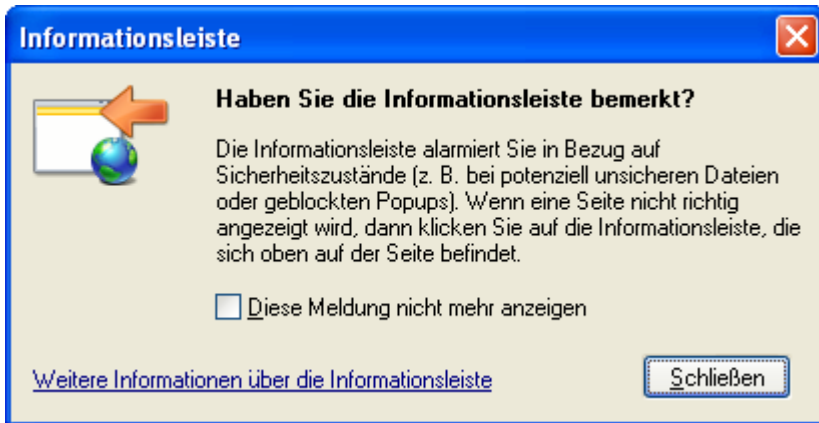 Informationsleiste
Haben Sie die Informationsleiste bemerkt?
Die Informationsleiste alarmiert Sie in Bezug auf
Sicherheitszustände (z. B. bei potenziell unsicheren Dateien
oder geblockten Popups). Wenn eine Seite nicht richtig
angezeigt wird, dann klicken Sie auf die Informationsleiste, die
sich oben auf der Seite befindet.
Diese Meldung nicht mehr anzeigen
Weitere Informationen über die Informationsleiste
Schließen